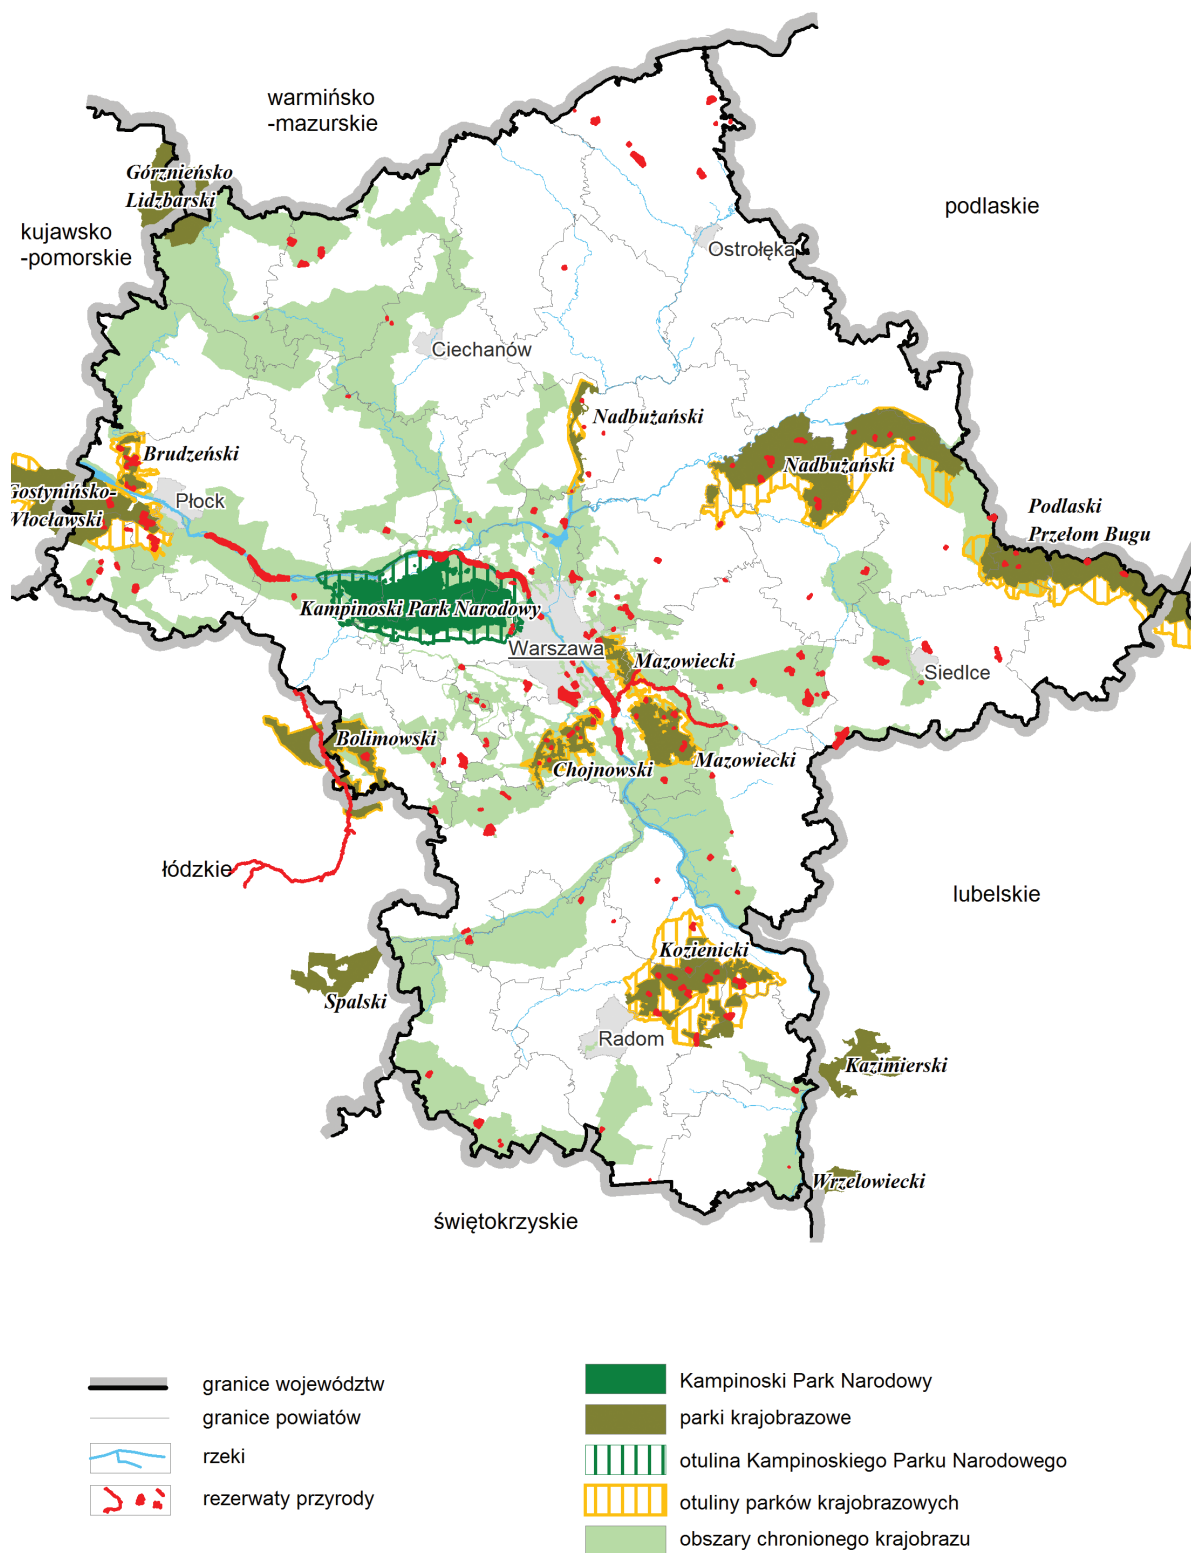 warmińsko
-mazurskie
Górznieńsko
Lidzbarski
kujawsko
-pomorskie
podlaskie
Ostrołęka
Ciechanów
Nadbużański
Brudzeński
Nadbużański
Gostynińsko-
Włocławski
Płock
Podlaski
Przełom Bugu
Kampinoski Park Narodowy
Warszawa
Mazowiecki
Siedlce
Bolimowski
Chojnowski
Mazowiecki
łódzkie
lubelskie
Kozienicki
Spalski
Radom
Kazimierski
Wrzelowiecki
świętokrzyskie
granice województw
granice powiatów
rzeki
rezerwaty przyrody
Kampinoski Park Narodowy
parki krajobrazowe
otulina Kampinoskiego Parku Narodowego
otuliny parków krajobrazowych
obszary chronionego krajobrazu